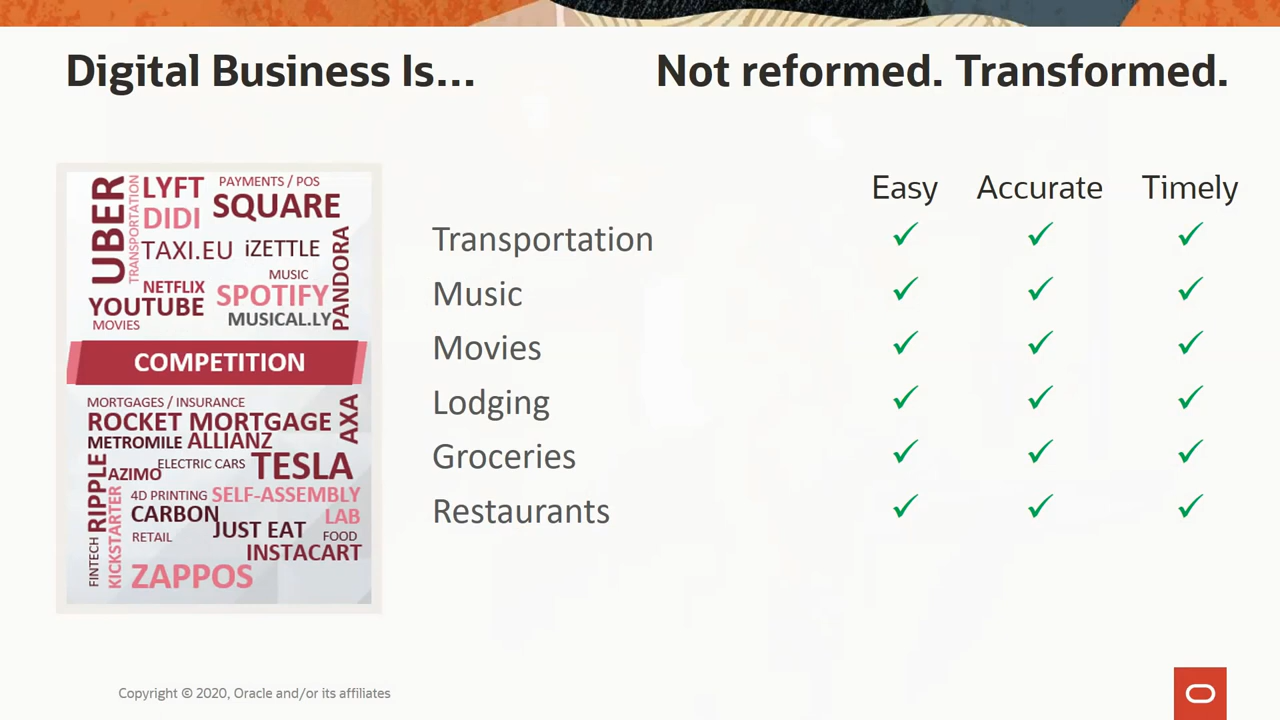 Digital Business Is...
Not reformed. Transformed.
UBER
TRANSPORTATION
LYFT
DIDI
TAXI.EU
PAYMENTS / POS
SQUARE
iZETTLE
MUSIC
SPOTIFY
MUSICAL.LY
PANDORA
NETFLIX
YOUTUBE
MOVIES
COMPETITION
MORTGAGES / INSURANCE
ROCKET MORTGAGE
METROMILE ALLIANZ
AXA
RIPPLE
AZIMO
ELECTRIC CARS
TESLA
4D PRINTING
SELF-ASSEMBLY
LAB
CARBON
JUST EAT
FOOD
INSTACART
RETAIL
ZAPPOS
FINTECH
KICKSTARTER
Easy Accurate Timely
Transportation ✓ ✓ ✓
Music ✓ ✓ ✓
Movies ✓ ✓ ✓
Lodging ✓ ✓ ✓
Groceries ✓ ✓ ✓
Restaurants ✓ ✓ ✓
Copyright © 2020, Oracle and/or its affiliates